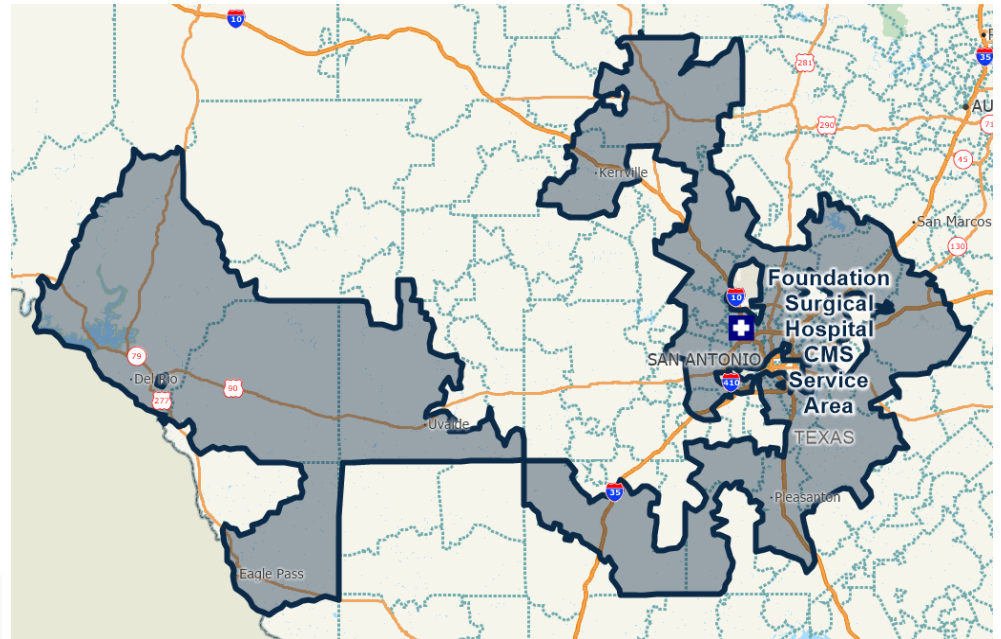 10
281
35
AU
290
71
45
Kerrville
San Marcos
130
Foundation
Surgical
Hospital
CMS
Service
Area
10
SAN ANTONIO
410
79
Del Rio
90
277
Uvalde
TEXAS
35
Pleasanton
Eagle Pass